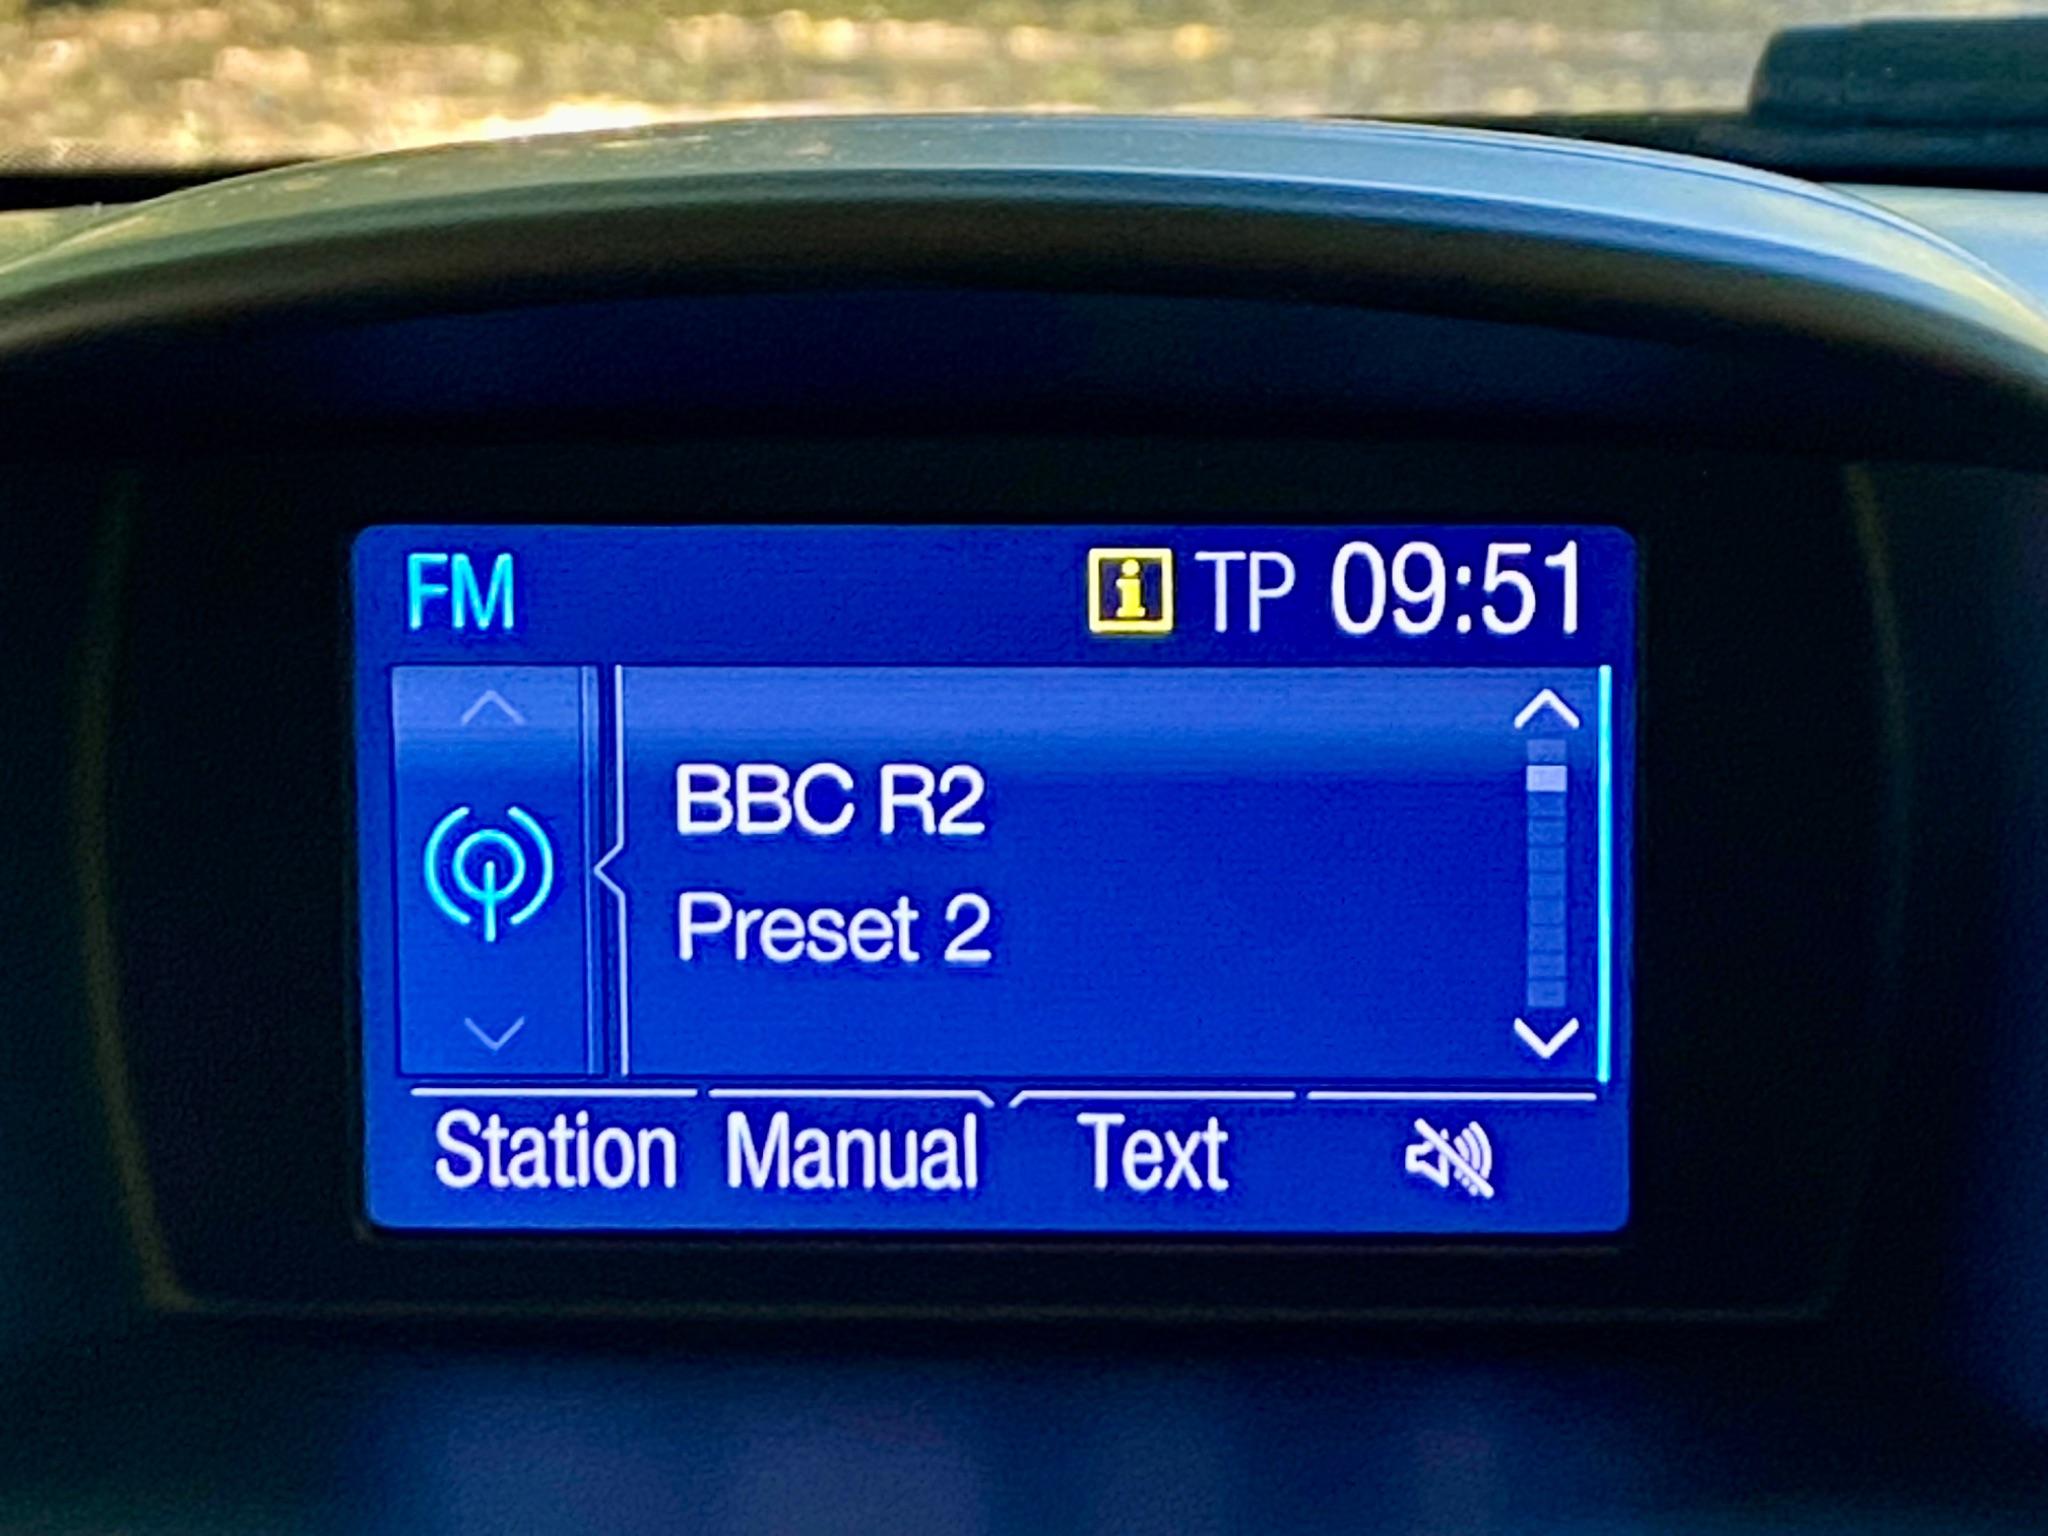 FM i TP 09:51
BBC R2
Preset 2
Station Manual Text